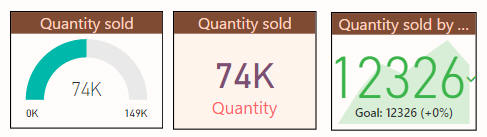 Quantity sold
74K
0K
149K
Quantity sold
74K
Quantity
Quantity sold by ...
12326
Goal: 12326 (+0%)